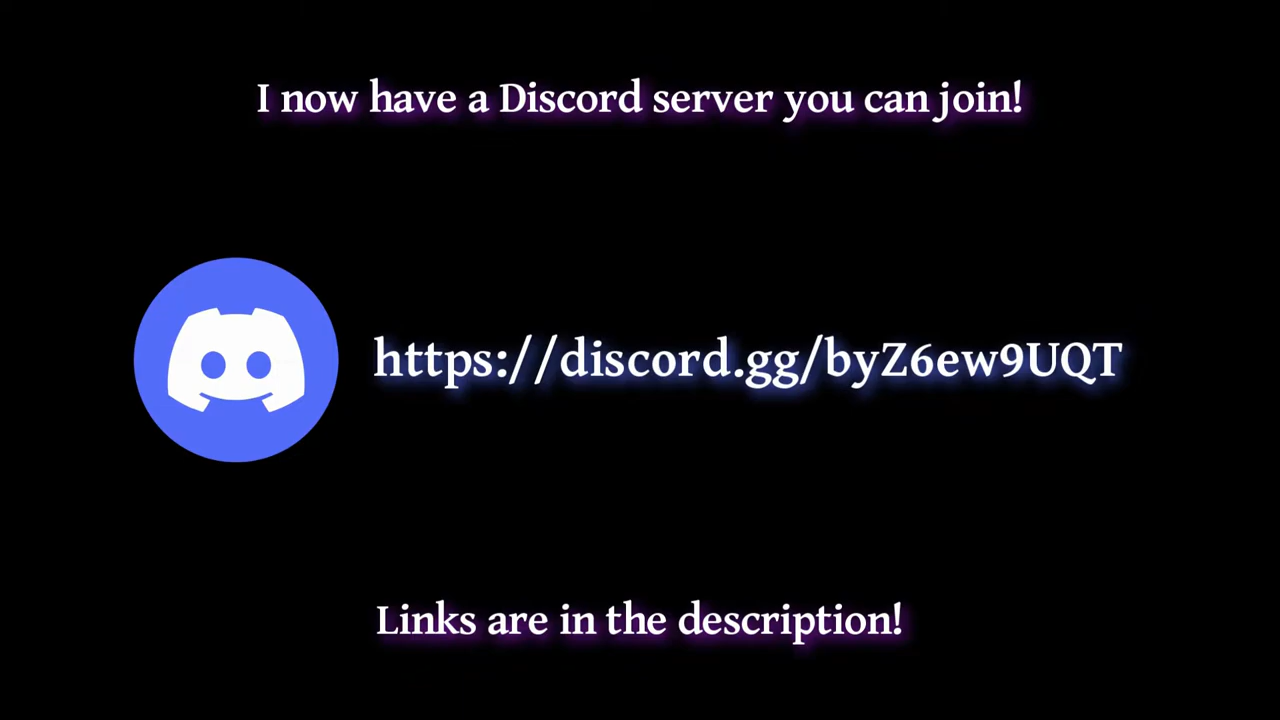 I now have a Discord server you can join!
https://discord.gg/byZ6ew9UQT
Links are in the description!